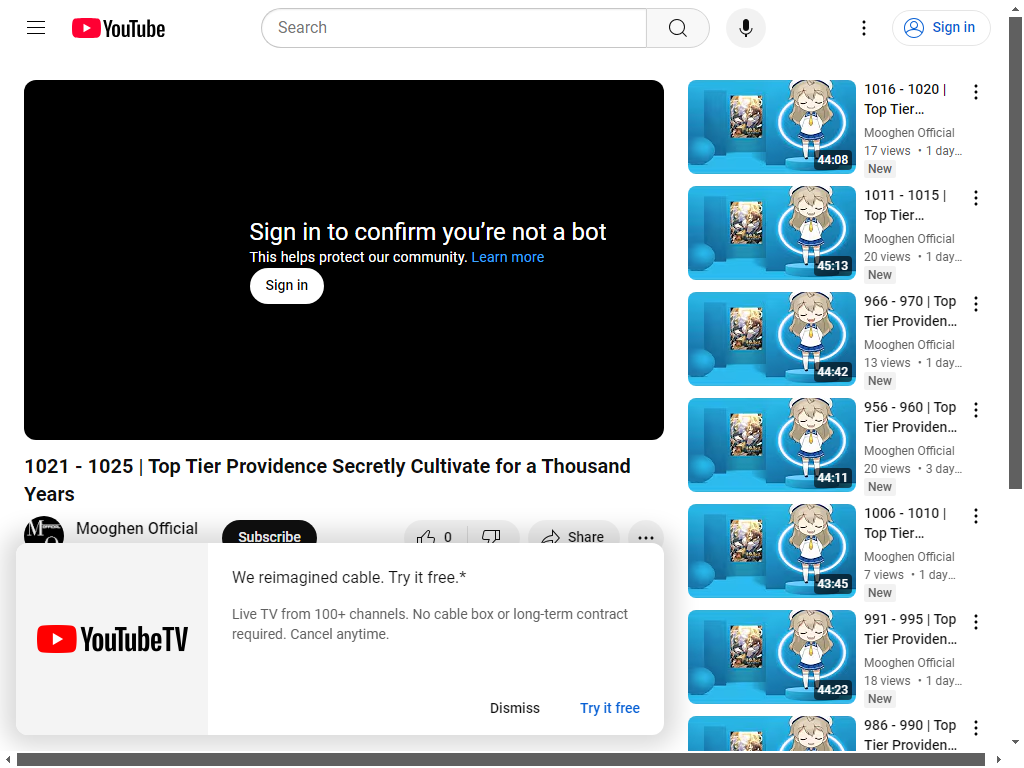 YouTube
Search
Sign in
Sign in to confirm you're not a bot
This helps protect our community. Learn more
Sign in
1021 - 1025 | Top Tier Providence Secretly Cultivate for a Thousand
Years
Mooghen Official
Subscribe
0
Share
We reimagined cable. Try it free.*
Live TV from 100+ channels. No cable box or long-term contract
required. Cancel anytime.
YouTubeTV
Dismiss
Try it free
44:08
1016 - 1020 |
Top Tier...
Mooghen Official
17 views • 1 day...
New
45:13
1011 - 1015 |
Top Tier...
Mooghen Official
20 views • 1 day...
New
44:42
966 - 970 | Top
Tier Providen...
Mooghen Official
13 views • 1 day...
New
44:11
956 - 960 | Top
Tier Providen...
Mooghen Official
20 views • 3 day...
New
43:45
1006 - 1010 |
Top Tier...
Mooghen Official
7 views • 1 day...
New
44:23
991 - 995 | Top
Tier Providen...
Mooghen Official
18 views • 1 day...
New
986 - 990 | Top
Tier Providen...